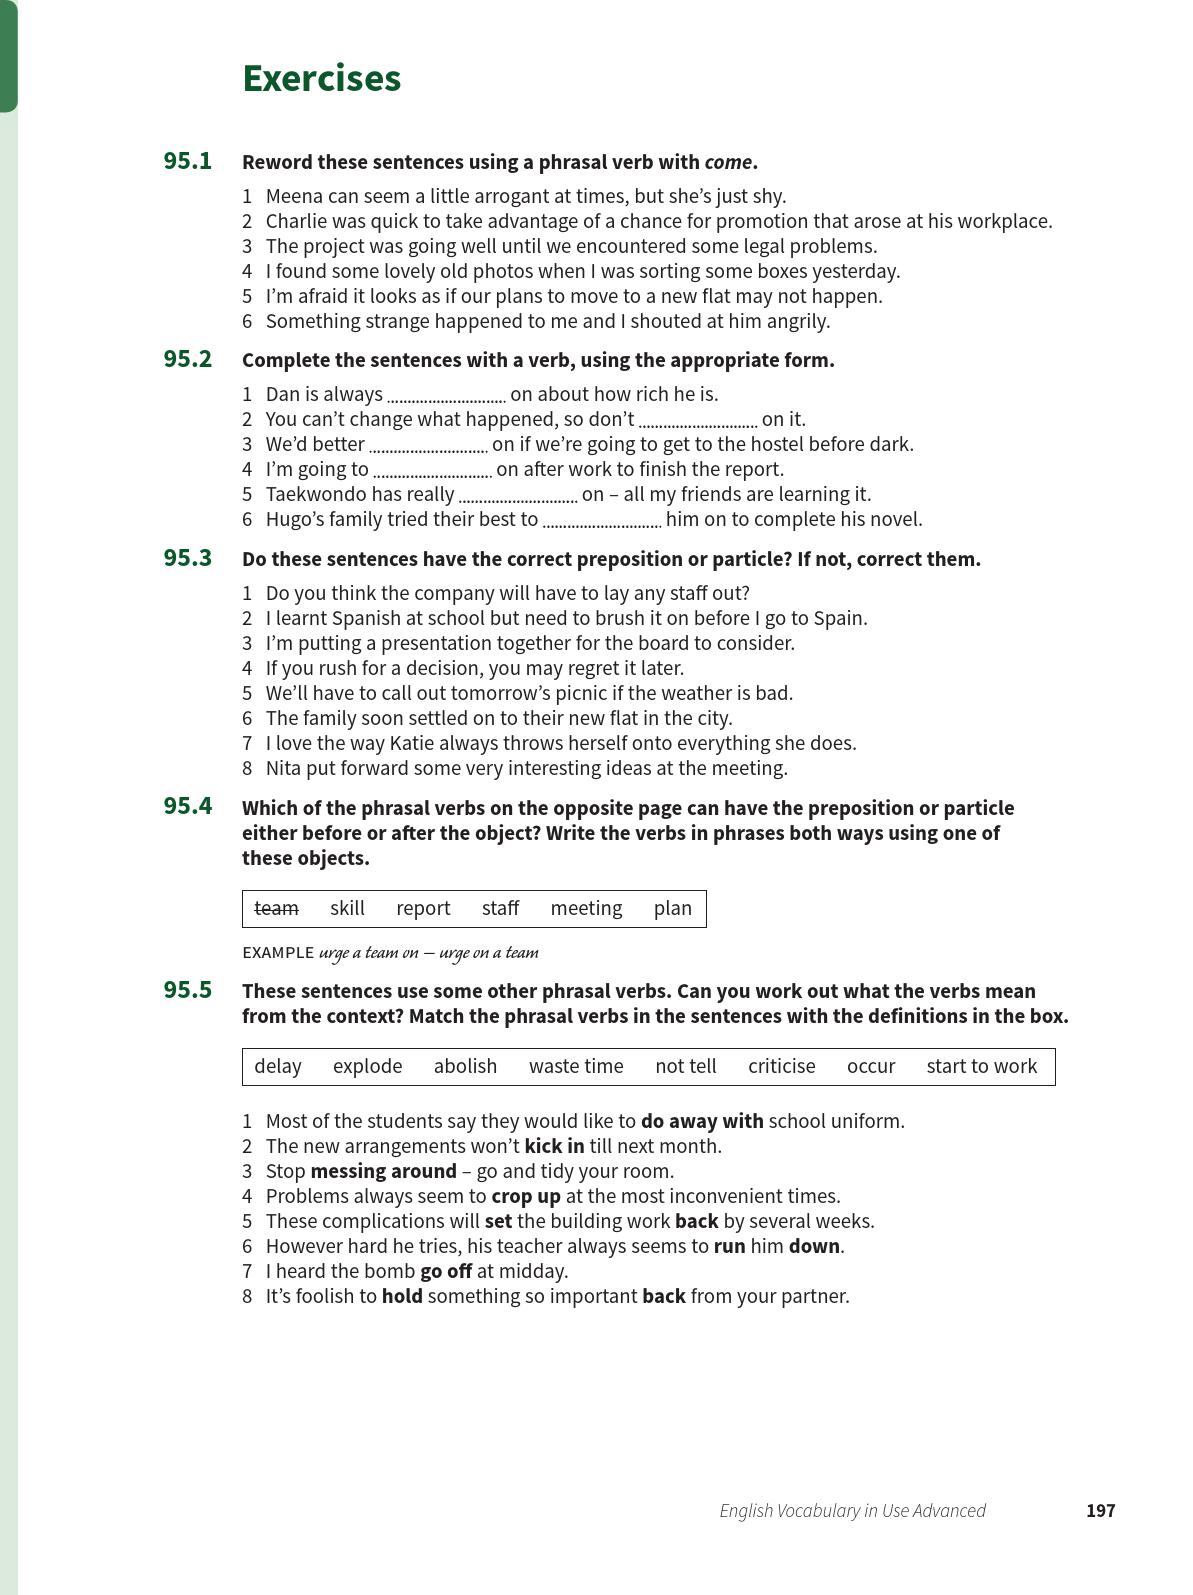 Exercises
95.1 Reword these sentences using a phrasal verb with come.
1 Meena can seem a little arrogant at times, but she’s just shy.
2 Charlie was quick to take advantage of a chance for promotion that arose at his workplace.
3 The project was going well until we encountered some legal problems.
4 I found some lovely old photos when I was sorting some boxes yesterday.
5 I’m afraid it looks as if our plans to move to a new flat may not happen.
6 Something strange happened to me and I shouted at him angrily.
95.2 Complete the sentences with a verb, using the appropriate form.
1 Dan is always ............................. on about how rich he is.
2 You can’t change what happened, so don’t ............................. on it.
3 We’d better ............................. on if we’re going to get to the hostel before dark.
4 I’m going to ............................. on after work to finish the report.
5 Taekwondo has really ............................. on – all my friends are learning it.
6 Hugo’s family tried their best to ............................. him on to complete his novel.
95.3 Do these sentences have the correct preposition or particle? If not, correct them.
1 Do you think the company will have to lay any staff out?
2 I learnt Spanish at school but need to brush it on before I go to Spain.
3 I’m putting a presentation together for the board to consider.
4 If you rush for a decision, you may regret it later.
5 We’ll have to call out tomorrow’s picnic if the weather is bad.
6 The family soon settled on to their new flat in the city.
7 I love the way Katie always throws herself onto everything she does.
8 Nita put forward some very interesting ideas at the meeting.
95.4 Which of the phrasal verbs on the opposite page can have the preposition or particle
either before or after the object? Write the verbs in phrases both ways using one of
these objects.
team skill report staff meeting plan
EXAMPLE urge a team on – urge on a team
95.5 These sentences use some other phrasal verbs. Can you work out what the verbs mean
from the context? Match the phrasal verbs in the sentences with the definitions in the box.
delay explode abolish waste time not tell criticise occur start to work
1 Most of the students say they would like to do away with school uniform.
2 The new arrangements won’t kick in till next month.
3 Stop messing around – go and tidy your room.
4 Problems always seem to crop up at the most inconvenient times.
5 These complications will set the building work back by several weeks.
6 However hard he tries, his teacher always seems to run him down.
7 I heard the bomb go off at midday.
8 It’s foolish to hold something so important back from your partner.
English Vocabulary in Use Advanced 197